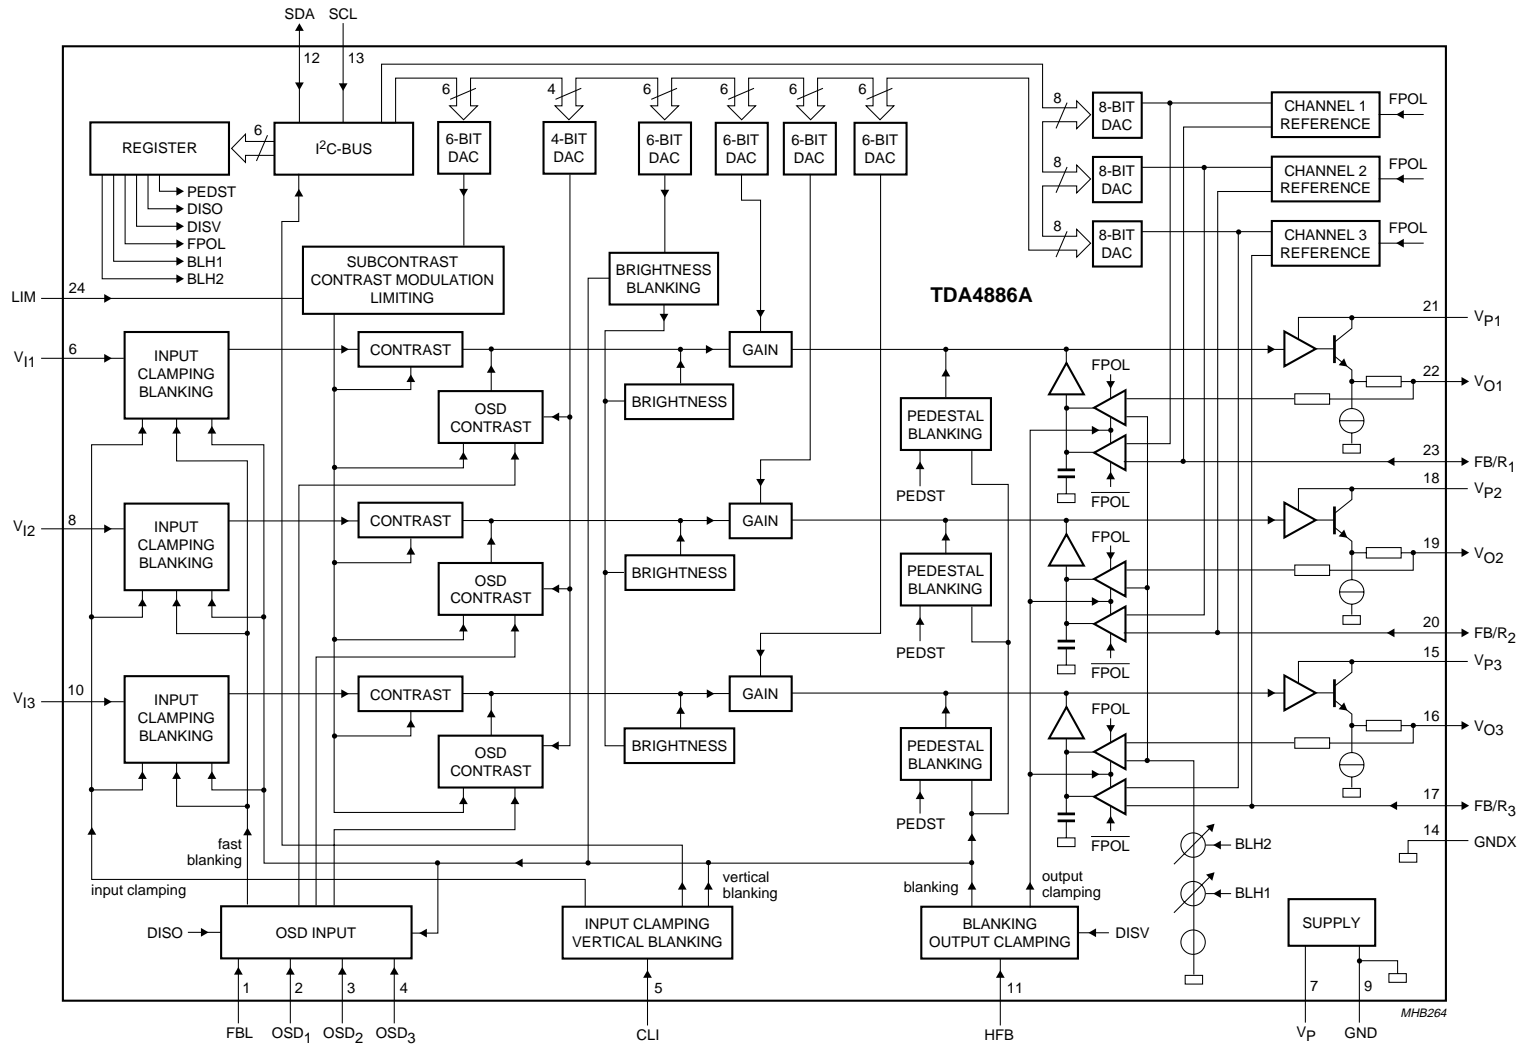 SDA SCL
12 13
6 4 6 6 6 6
8 8-BIT DAC
CHANNEL 1 REFERENCE
FPOL
REGISTER
6
I²C-BUS
6-BIT DAC
4-BIT DAC
6-BIT DAC
6-BIT DAC
6-BIT DAC
6-BIT DAC
8 8-BIT DAC
CHANNEL 2 REFERENCE
FPOL
PEDST
DISO
DISV
FPOL
BLH1
BLH2
8 8-BIT DAC
CHANNEL 3 REFERENCE
FPOL
SUBCONTRAST
CONTRAST MODULATION
LIMITING
BRIGHTNESS
BLANKING
LIM 24
TDA4886A
21 VP1
VI1 6
INPUT
CLAMPING
BLANKING
CONTRAST
GAIN
FPOL
22 VO1
OSD
CONTRAST
BRIGHTNESS
PEDESTAL
BLANKING
23 FB/R1
PEDST
FPOL
18 VP2
VI2 8
INPUT
CLAMPING
BLANKING
CONTRAST
GAIN
FPOL
19 VO2
OSD
CONTRAST
BRIGHTNESS
PEDESTAL
BLANKING
20 FB/R2
PEDST
FPOL
15 VP3
VI3 10
INPUT
CLAMPING
BLANKING
CONTRAST
GAIN
FPOL
16 VO3
OSD
CONTRAST
BRIGHTNESS
PEDESTAL
BLANKING
17 FB/R3
PEDST
FPOL
14 GNDX
BLH2
fast
blanking
input clamping
vertical
blanking
blanking
output
clamping
BLH1
DISO
OSD INPUT
INPUT CLAMPING
VERTICAL BLANKING
BLANKING
OUTPUT CLAMPING
DISV
SUPPLY
1 2 3 4 5 11 7 9
MHB264
FBL OSD1 OSD2 OSD3 CLI HFB VP GND